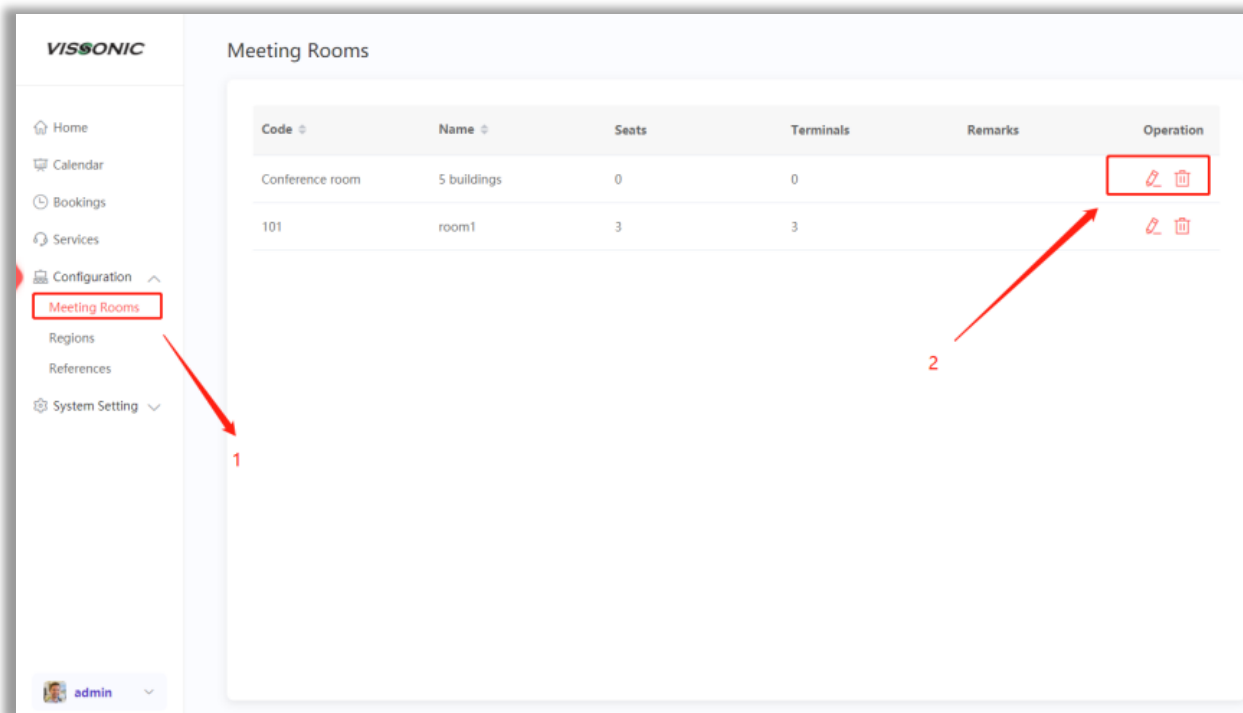 VISSONIC
Meeting Rooms
Home
Calendar
Bookings
Services
Configuration
Meeting Rooms
Regions
References
System Setting
admin
Code Name Seats Terminals Remarks Operation
Conference room 5 buildings 0 0
101 room1 3 3
1
2